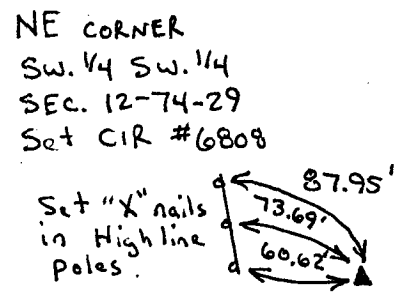 NE CORNER
SW. 1/4 SW. 1/4
SEC. 12-74-29
Set CIR #6808
87.95'
73.69'
60.62'
Set "X" nails
in Highline
poles.